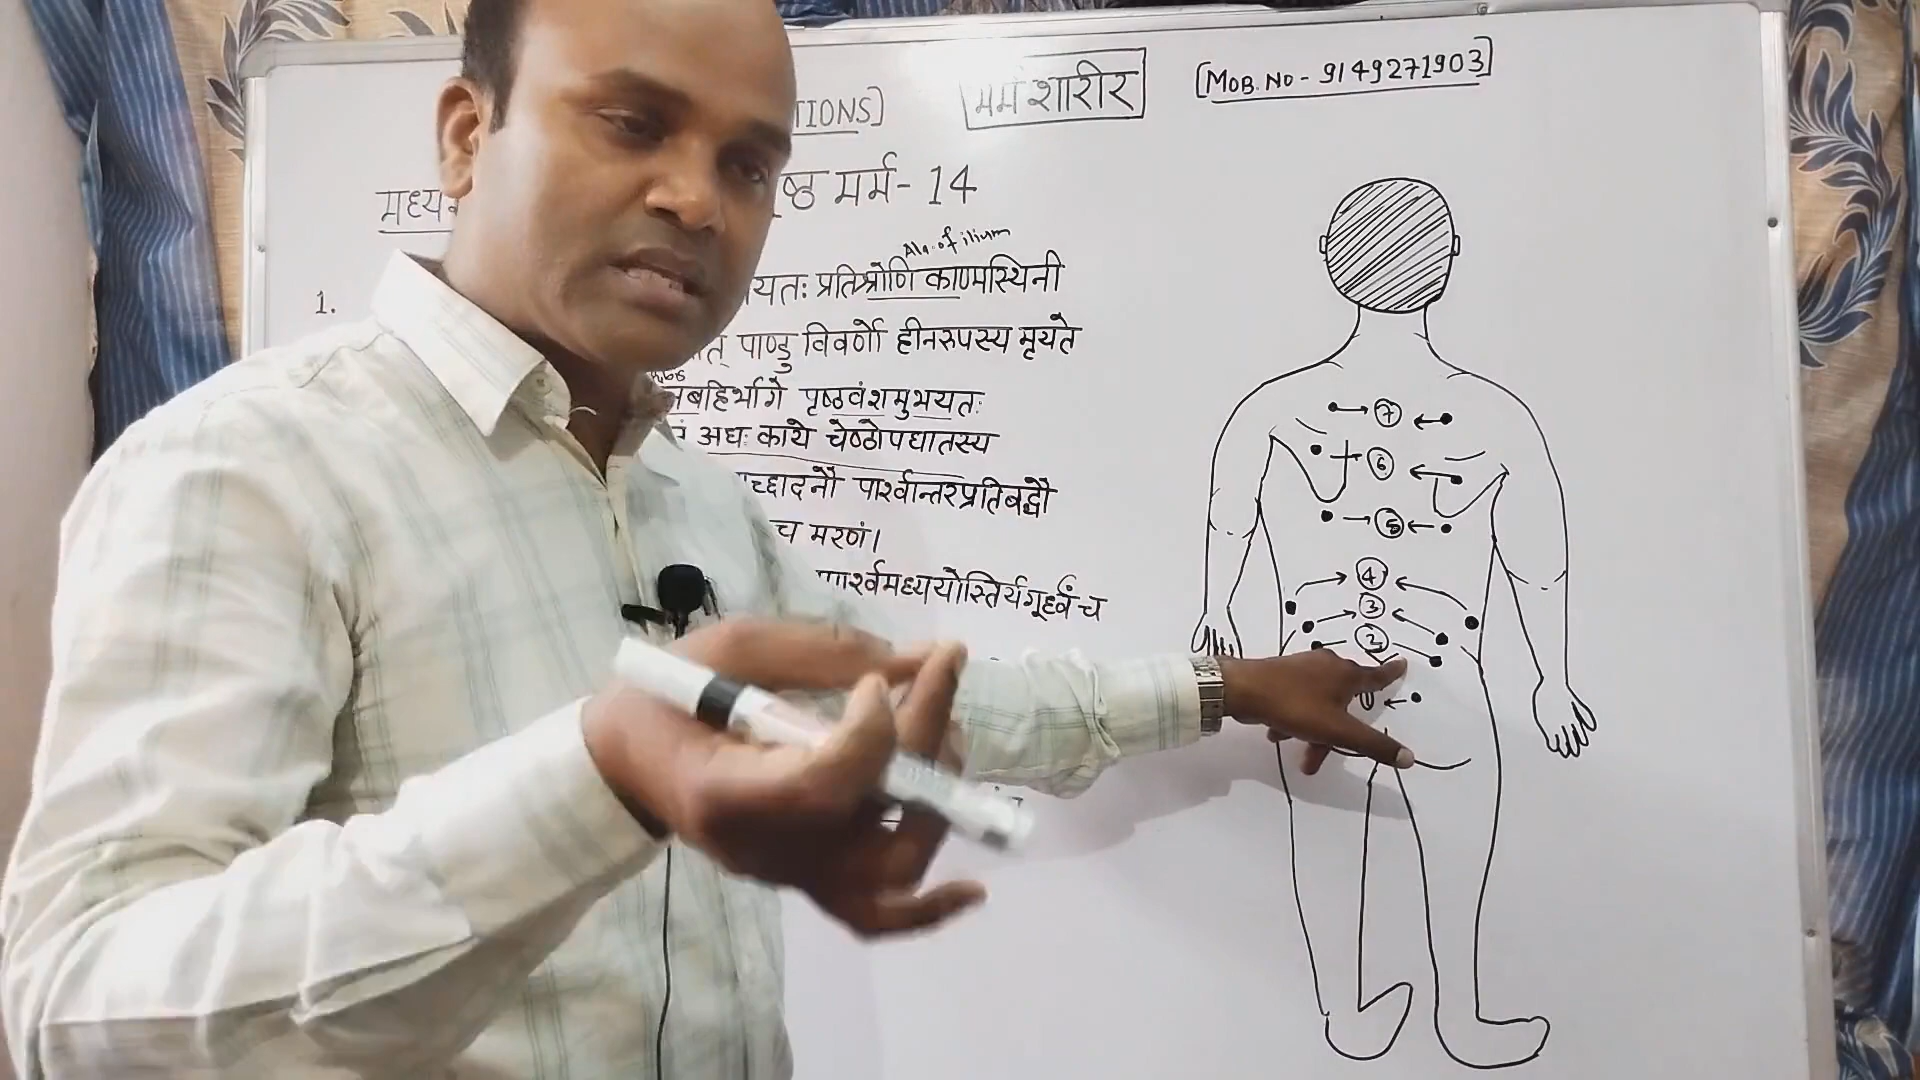 TIONS]
मर्म शारीर
[MOB. NO - 9149271903]
मध्य
ष्ठ मर्म - 14
Ala of ilium
1. यतः प्रतिश्रोणि काण्मस्थिनी
त् पाण्डु विवर्णो हीनरुपस्य मृयते
बहिर्भागे पृष्ठवंशमुभयतः
अधः काये चेष्ठोपघातस्य
च्छादनौ पार्श्वान्तरप्रतिबद्धौ
च मरणं।
पार्श्वमध्ययोस्तिर्यगूर्ध्वं च
7
6
5
4
3
2